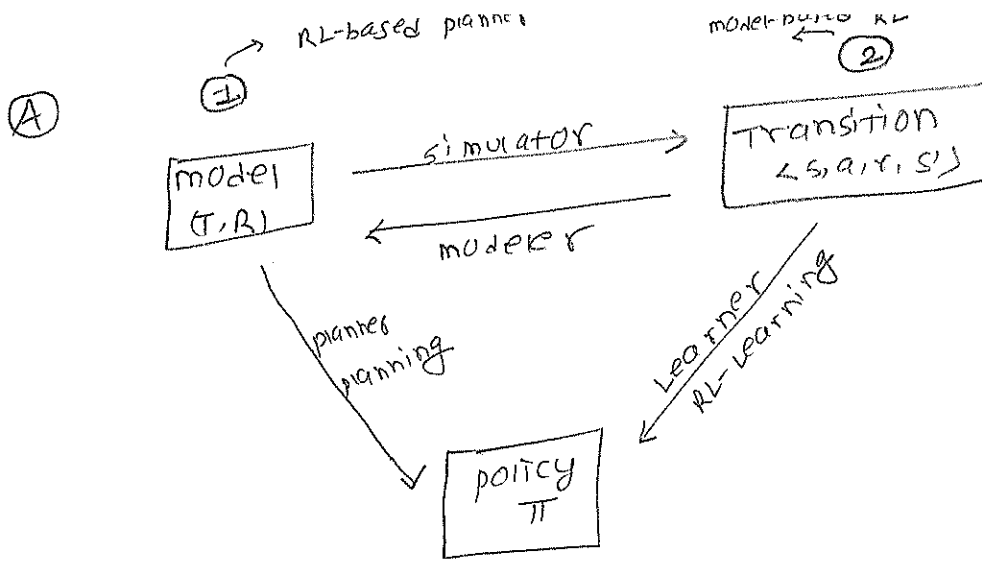 RL-based planner
model-based RL
A
1
2
simulator
Transition
<s, a, r, s'>
model
(T, R)
modeler
planner
planning
Learner
RL-Learning
policy
π